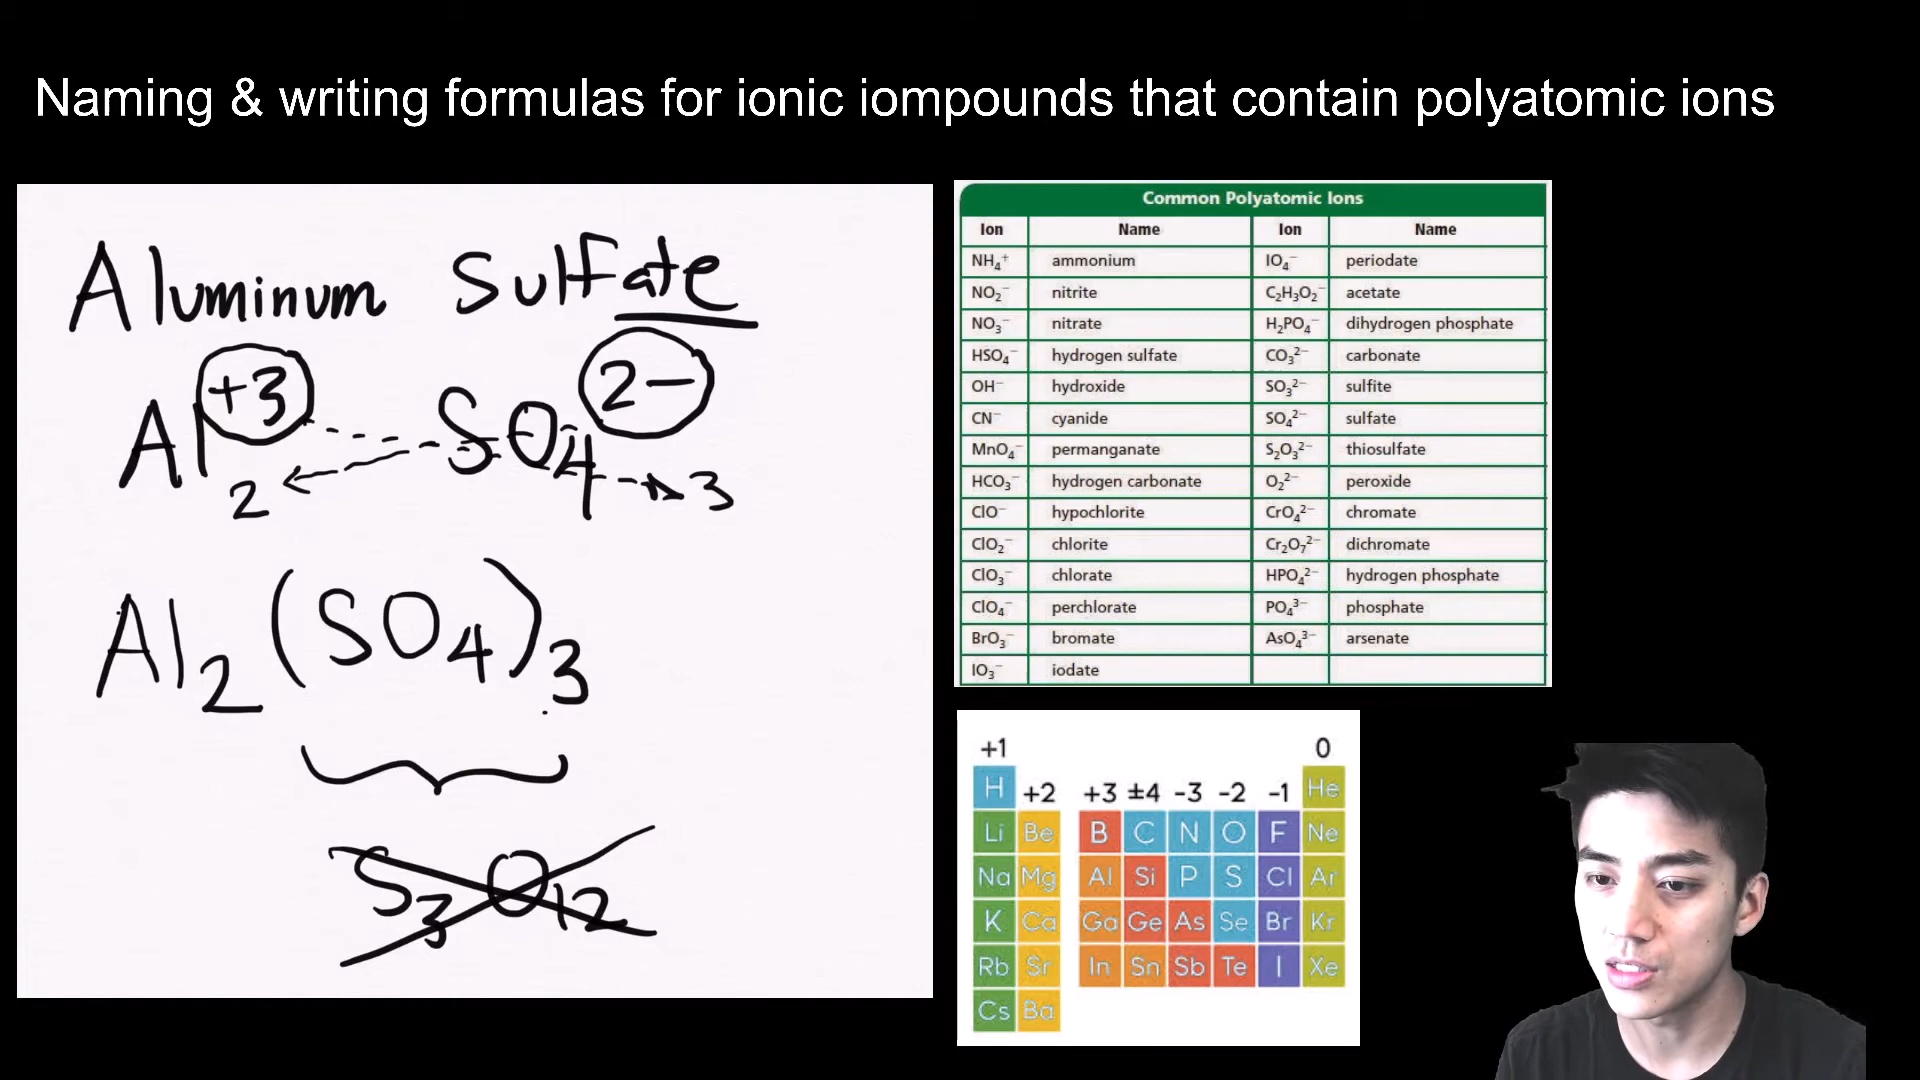 Naming & writing formulas for ionic iompounds that contain polyatomic ions
Aluminum Sulfate
Al +3 SO4 2−
2 3
Al2(SO4)3
S3O12
Common Polyatomic Ions
Ion Name Ion Name
NH₄⁺ ammonium IO₄⁻ periodate
NO₂⁻ nitrite C₂H₃O₂⁻ acetate
NO₃⁻ nitrate H₂PO₄⁻ dihydrogen phosphate
HSO₄⁻ hydrogen sulfate CO₃²⁻ carbonate
OH⁻ hydroxide SO₃²⁻ sulfite
CN⁻ cyanide SO₄²⁻ sulfate
MnO₄⁻ permanganate S₂O₃²⁻ thiosulfate
HCO₃⁻ hydrogen carbonate O₂²⁻ peroxide
ClO⁻ hypochlorite CrO₄²⁻ chromate
ClO₂⁻ chlorite Cr₂O₇²⁻ dichromate
ClO₃⁻ chlorate HPO₄²⁻ hydrogen phosphate
ClO₄⁻ perchlorate PO₄³⁻ phosphate
BrO₃⁻ bromate AsO₄³⁻ arsenate
IO₃⁻ iodate
+1 0
H +2 +3 ±4 -3 -2 -1 He
Li Be B C N O F Ne
Na Mg Al Si P S Cl Ar
K Ca Ga Ge As Se Br Kr
Rb Sr In Sn Sb Te I Xe
Cs Ba